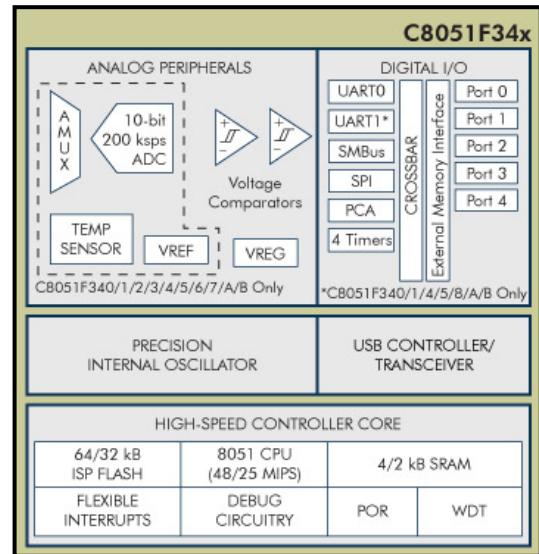 C8051F34x
ANALOG PERIPHERALS
AMUX
10-bit
200 ksps
ADC
Voltage
Comparators
TEMP
SENSOR
VREF
VREG
C8051F340/1/2/3/4/5/6/7/A/B Only
DIGITAL I/O
UART0
UART1*
SMBus
SPI
PCA
4 Timers
CROSSBAR
External Memory Interface
Port 0
Port 1
Port 2
Port 3
Port 4
*C8051F340/1/4/5/8/A/B Only
PRECISION
INTERNAL OSCILLATOR
USB CONTROLLER/
TRANSCEIVER
HIGH-SPEED CONTROLLER CORE
64/32 kB
ISP FLASH
8051 CPU
(48/25 MIPS)
4/2 kB SRAM
FLEXIBLE
INTERRUPTS
DEBUG
CIRCUITRY
POR
WDT